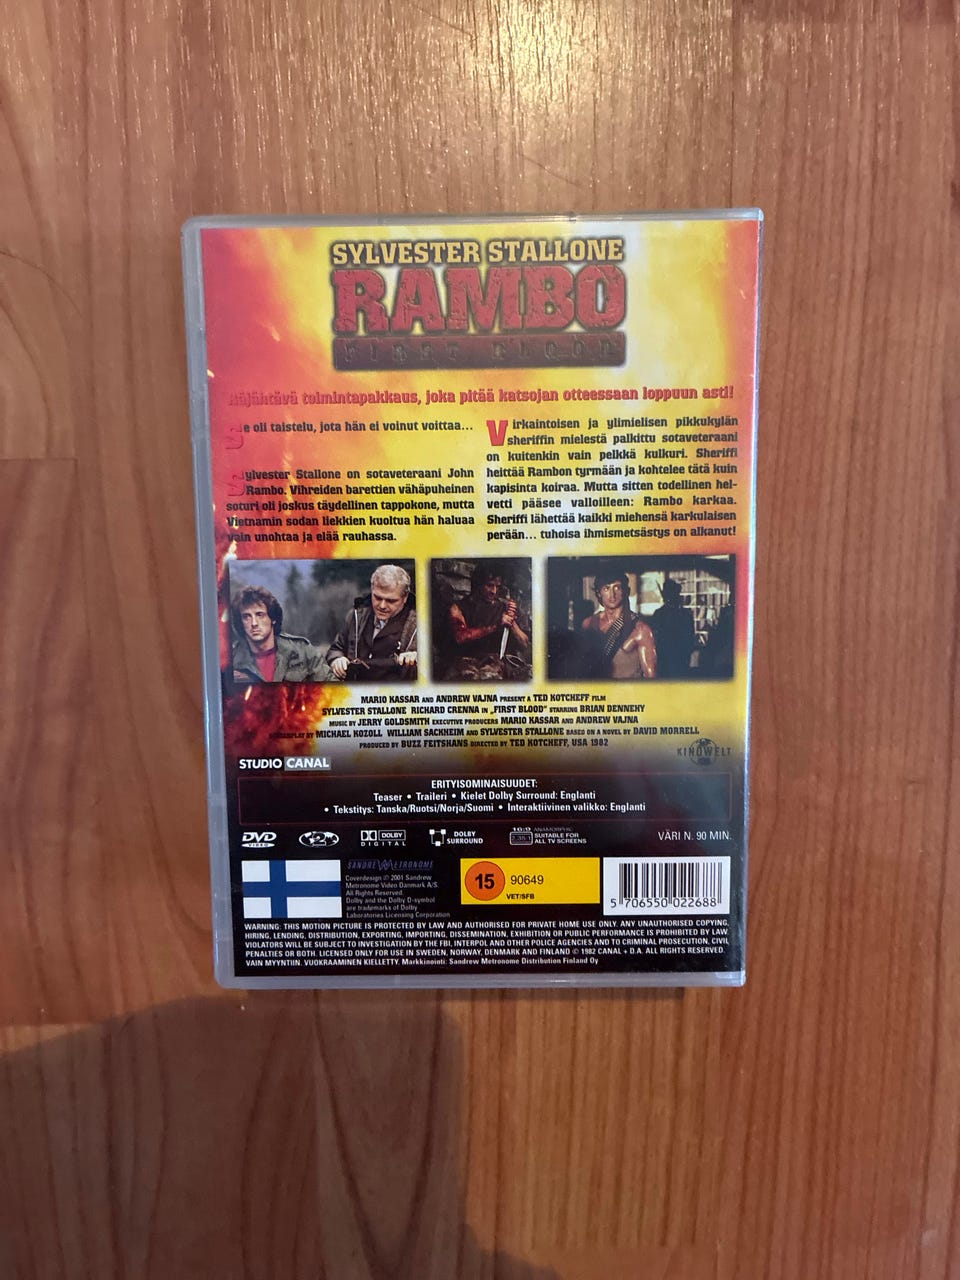 SYLVESTER STALLONE
RAMBO
FIRST BLOOD
Räjähtävä toimintapakkaus, joka pitää katsojan otteessaan loppuun asti!
Se oli taistelu, jota hän ei voinut voittaa...
Sylvester Stallone on sotaveteraani John
Rambo. Vihreiden barettien vähäpuheinen
soturi oli joskus täydellinen tappokone, mutta
Vietnamin sodan liekkien kuoltua hän haluaa
vain unohtaa ja elää rauhassa.
Virkaintoisen ja ylimielisen pikkukylän
sheriffin mielestä palkittu sotaveteraani
on kuitenkin vain pelkkä kulkuri. Sheriffi
heittää Rambon tyrmään ja kohtelee tätä kuin
kapisinta koiraa. Mutta sitten todellinen hel-
vetti pääsee valloilleen: Rambo karkaa.
Sheriffi lähettää kaikki miehensä karkulaisen
perään... tuhoisa ihmismetsästys on alkanut!
MARIO KASSAR AND ANDREW VAJNA PRESENT A TED KOTCHEFF FILM
SYLVESTER STALLONE RICHARD CRENNA IN „FIRST BLOOD" STARRING BRIAN DENNEHY
MUSIC BY JERRY GOLDSMITH EXECUTIVE PRODUCERS MARIO KASSAR AND ANDREW VAJNA
SCREENPLAY BY MICHAEL KOZOLL WILLIAM SACKHEIM AND SYLVESTER STALLONE BASED ON A NOVEL BY DAVID MORRELL
PRODUCED BY BUZZ FEITSHANS DIRECTED BY TED KOTCHEFF, USA 1982
KINOWELT
STUDIO CANAL
ERITYISOMINAISUUDET:
Teaser • Traileri • Kielet Dolby Surround: Englanti
• Tekstitys: Tanska/Ruotsi/Norja/Suomi • Interaktiivinen valikko: Englanti
DVD VIDEO
2
DOLBY DIGITAL
DOLBY SURROUND
16:9 ANAMORPHIC
2.35:1 SUITABLE FOR ALL TV SCREENS
VÄRI N. 90 MIN.
SANDREW METRONOME
Coverdesign © 2001 Sandrew
Metronome Video Danmark A/S.
All Rights Reserved.
Dolby and the Dolby D-symbol
are trademarks of Dolby
Laboratories Licensing Corporation
15 90649
VET/SFB
5 706550 022688
WARNING: THIS MOTION PICTURE IS PROTECTED BY LAW AND AUTHORISED FOR PRIVATE HOME USE ONLY. ANY UNAUTHORISED COPYING,
HIRING, LENDING, DISTRIBUTION, EXPORTING, IMPORTING, DISSEMINATION, EXHIBITION OR PUBLIC PERFORMANCE IS PROHIBITED BY LAW.
VIOLATORS WILL BE SUBJECT TO INVESTIGATION BY THE FBI, INTERPOL AND OTHER POLICE AGENCIES AND TO CRIMINAL PROSECUTION, CIVIL
PENALTIES OR BOTH. LICENSED ONLY FOR USE IN SWEDEN, NORWAY, DENMARK AND FINLAND © 1982 CANAL + D.A. ALL RIGHTS RESERVED.
VAIN MYYNTIIN. VUOKRAAMINEN KIELLETTY. Markkinointi: Sandrew Metronome Distribution Finland Oy